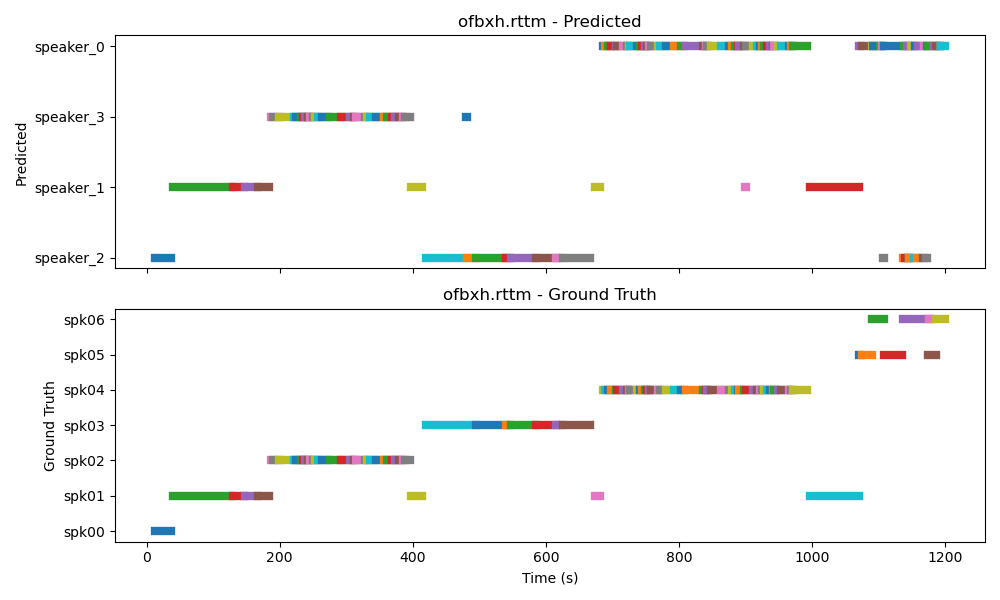 ofbxh.rttm - Predicted
speaker_0
speaker_3
speaker_1
speaker_2
Predicted
ofbxh.rttm - Ground Truth
spk06
spk05
spk04
spk03
spk02
spk01
spk00
Ground Truth
0 200 400 600 800 1000 1200
Time (s)